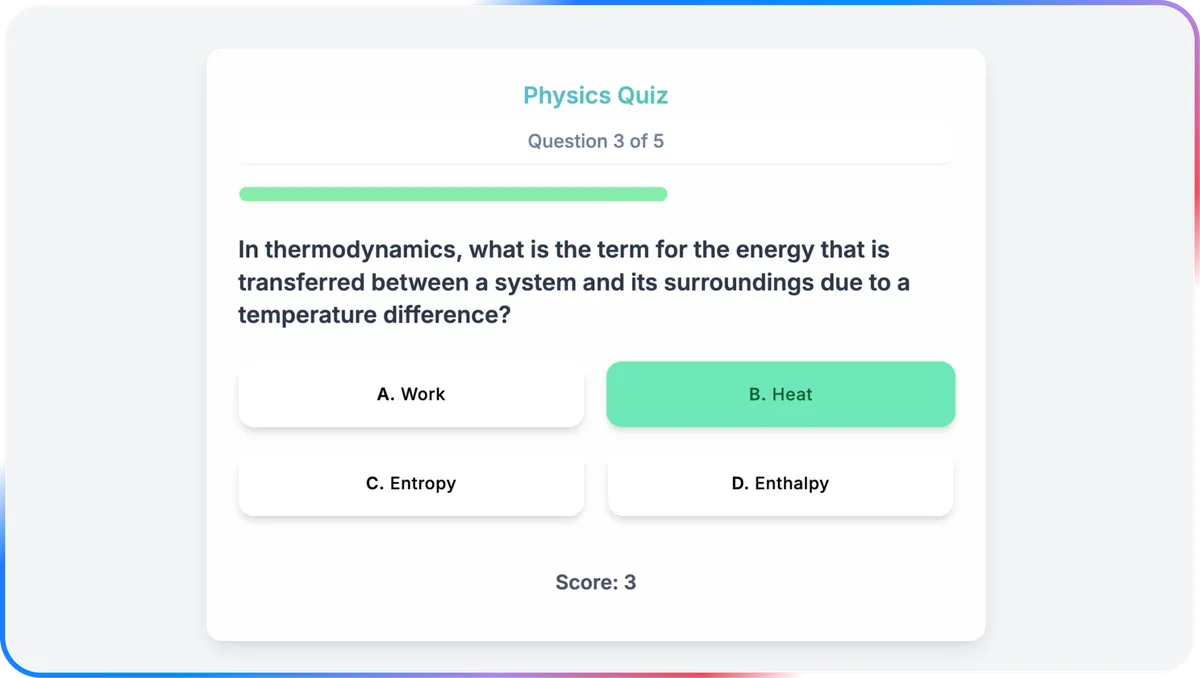 Physics Quiz
Question 3 of 5
In thermodynamics, what is the term for the energy that is
transferred between a system and its surroundings due to a
temperature difference?
A. Work
B. Heat
C. Entropy
D. Enthalpy
Score: 3